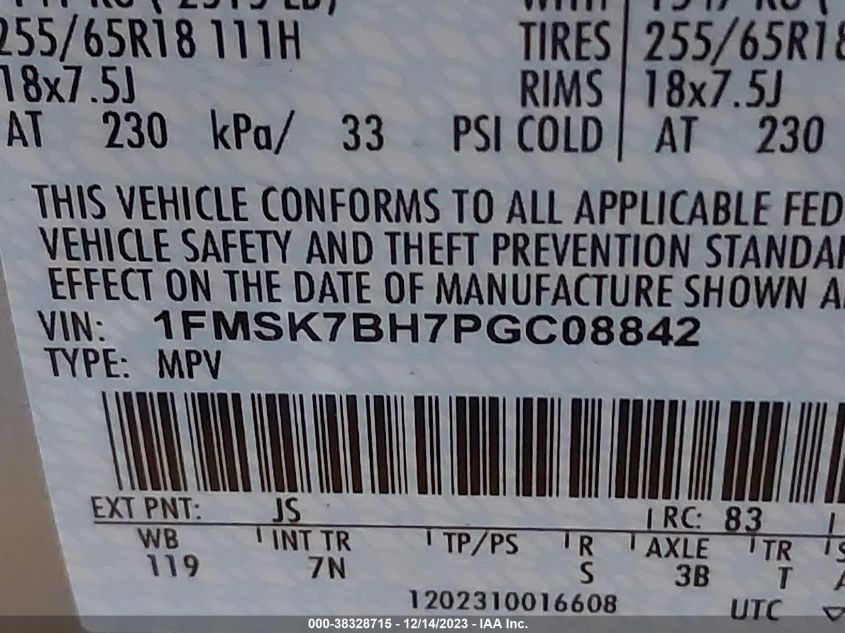 255/65R18 111H TIRES 255/65R18
18x7.5J RIMS 18x7.5J
AT 230 kPa/ 33 PSI COLD AT 230
THIS VEHICLE CONFORMS TO ALL APPLICABLE FED
VEHICLE SAFETY AND THEFT PREVENTION STANDAR
EFFECT ON THE DATE OF MANUFACTURE SHOWN A
VIN: 1FMSK7BH7PGC08842
TYPE: MPV
EXT PNT: JS RC: 83
WB INT TR TP/PS R AXLE TR S
119 7N S 3B T
1202310016608 UTC
000-38328715 - 12/14/2023 - IAA Inc.